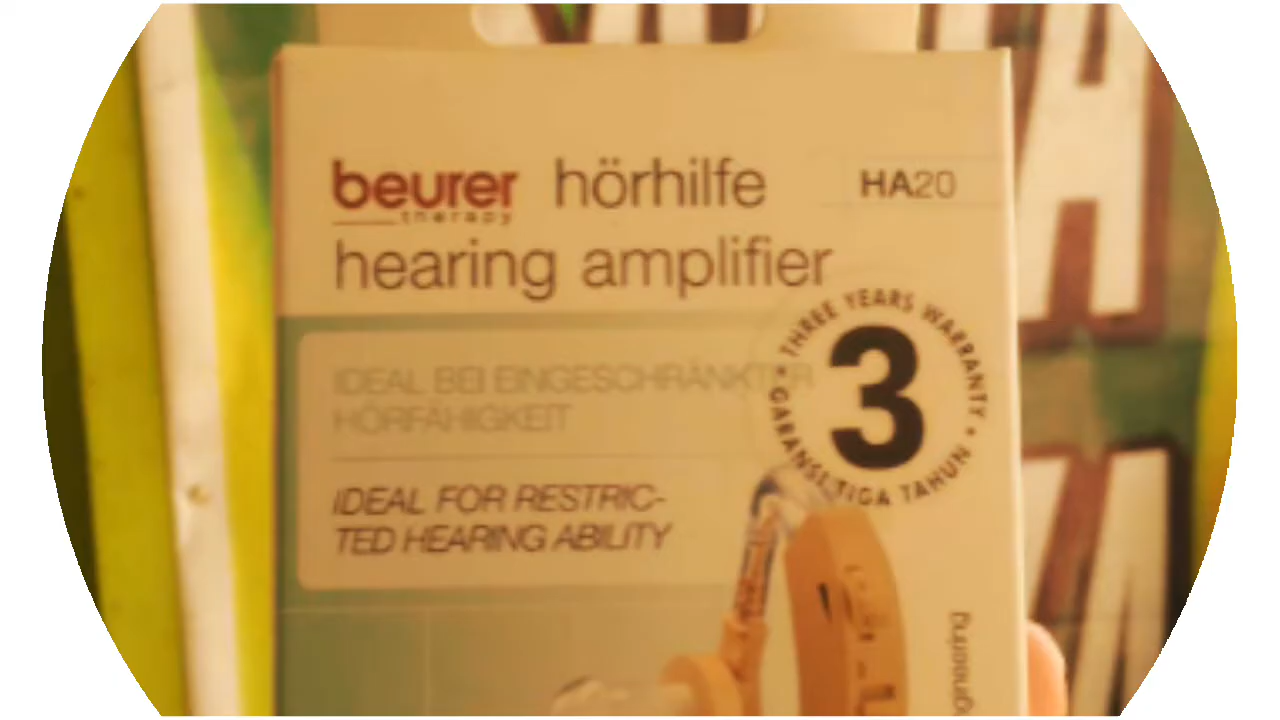 beurer hörhilfe HA20
therapy
hearing amplifier
THREE YEARS WARRANTY
3
GARANSI TIGA TAHUN
IDEAL BEI EINGESCHRÄNKTER
HÖRFÄHIGKEIT
IDEAL FOR RESTRIC-
TED HEARING ABILITY